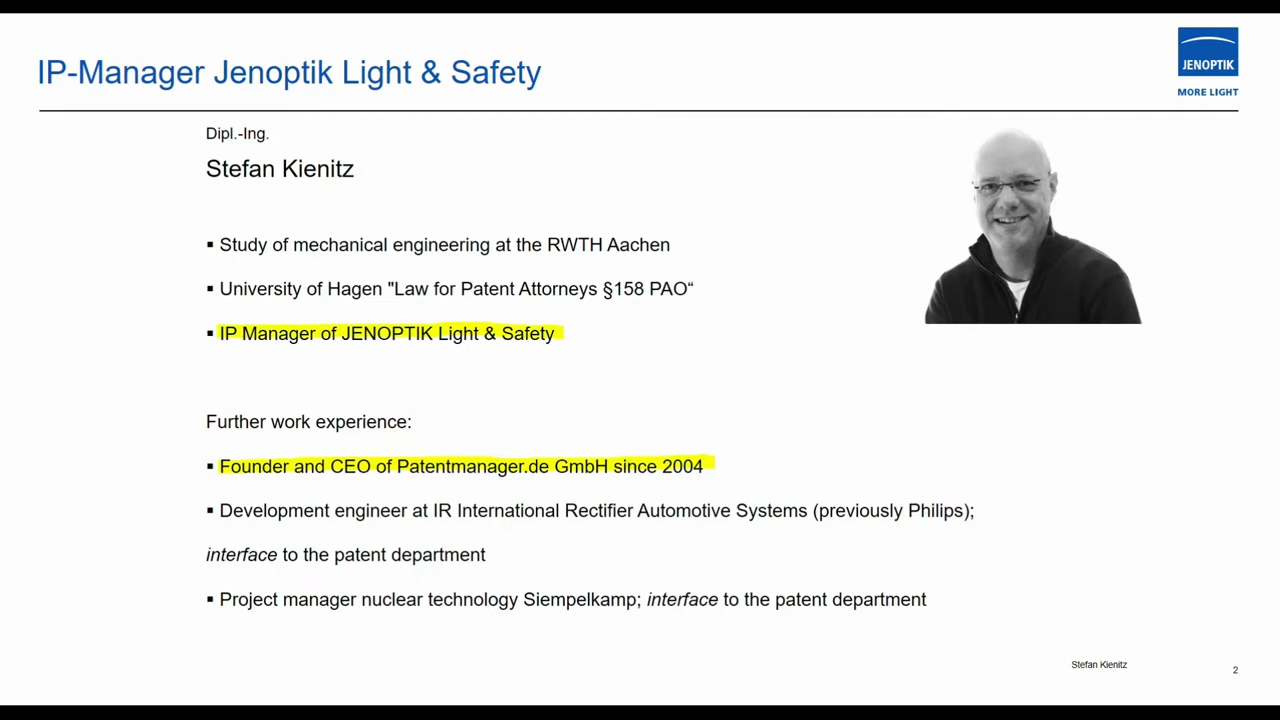 IP-Manager Jenoptik Light & Safety
JENOPTIK
MORE LIGHT
Dipl.-Ing.
Stefan Kienitz
▪ Study of mechanical engineering at the RWTH Aachen
▪ University of Hagen "Law for Patent Attorneys §158 PAO“
▪ IP Manager of JENOPTIK Light & Safety
Further work experience:
▪ Founder and CEO of Patentmanager.de GmbH since 2004
▪ Development engineer at IR International Rectifier Automotive Systems (previously Philips);
interface to the patent department
▪ Project manager nuclear technology Siempelkamp; interface to the patent department
Stefan Kienitz
2